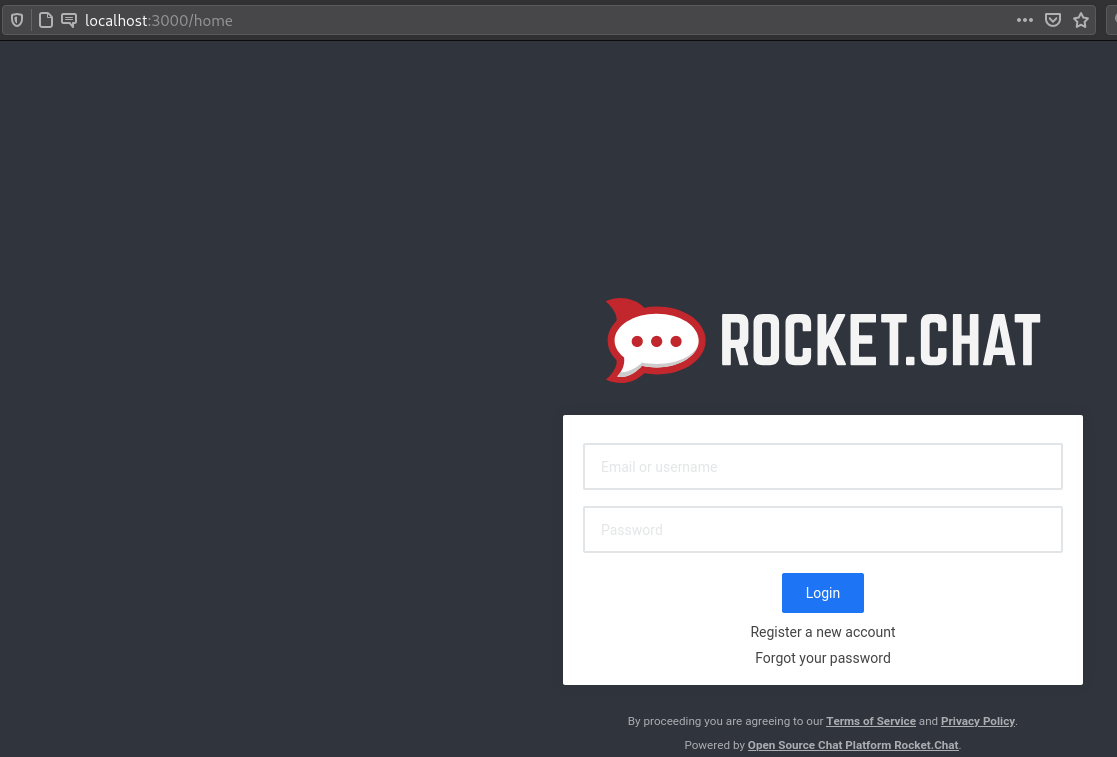 localhost:3000/home
ROCKET.CHAT
Email or username
Password
Login
Register a new account
Forgot your password
By proceeding you are agreeing to our Terms of Service and Privacy Policy.
Powered by Open Source Chat Platform Rocket.Chat.